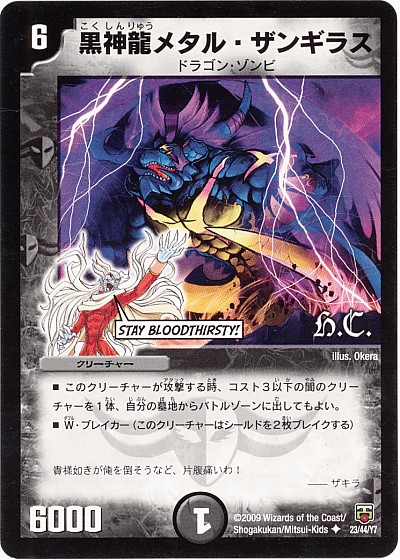 こくしんりゅう
6 黒神龍メタル・ザンギラス
ドラゴン・ゾンビ
STAY BLOODTHIRSTY!
H.C.
illus. Okera
クリーチャー
■ このクリーチャーが攻撃する時、コスト3以下の闇のクリー
チャーを1体、自分の墓地からバトルゾーンに出してもよい。
■ W・ブレイカー (このクリーチャーはシールドを2枚ブレイクする)
貴様如きが俺を倒そうなど、片腹痛いわ!
—— ザキラ
6000
1
©2009 Wizards of the Coast/
Shogakukan/Mitsui-Kids
23/44/Y7